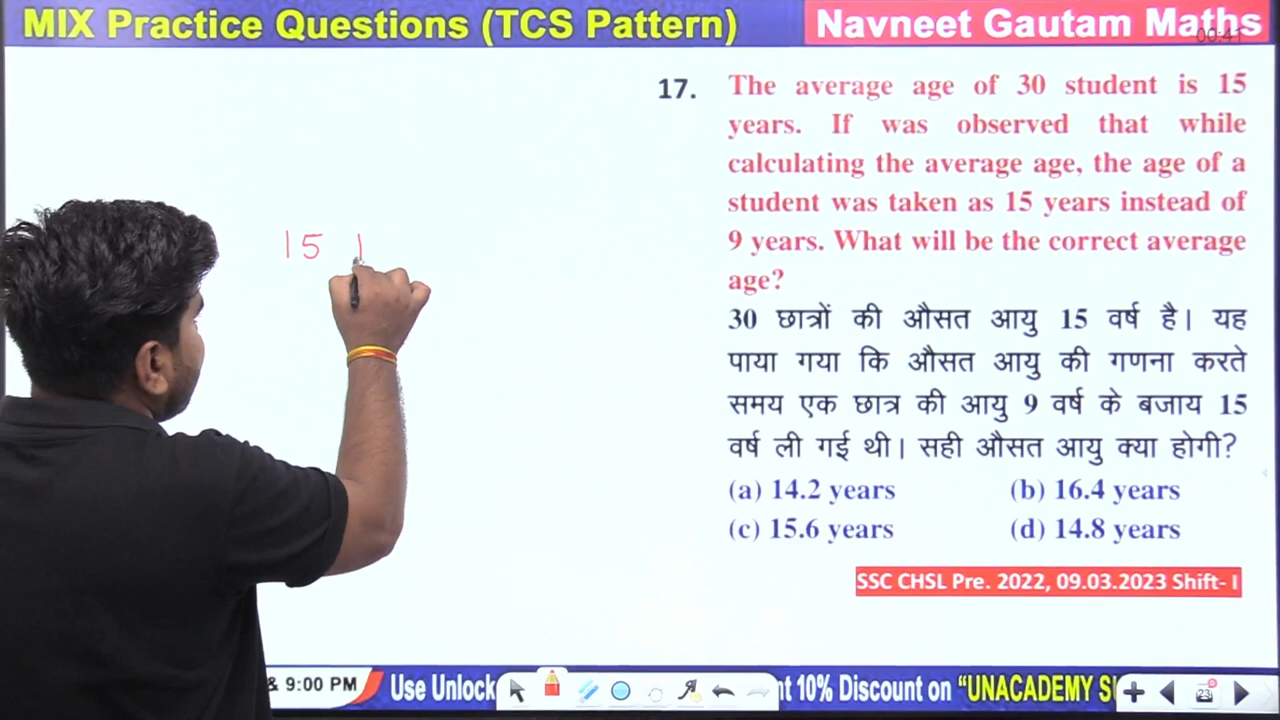 MIX Practice Questions (TCS Pattern)
Navneet Gautam Maths
00:41
17. The average age of 30 student is 15
years. If was observed that while
calculating the average age, the age of a
student was taken as 15 years instead of
9 years. What will be the correct average
age?
15 1
30 छात्रों की औसत आयु 15 वर्ष है। यह
पाया गया कि औसत आयु की गणना करते
समय एक छात्र की आयु 9 वर्ष के बजाय 15
वर्ष ली गई थी। सही औसत आयु क्या होगी?
(a) 14.2 years (b) 16.4 years
(c) 15.6 years (d) 14.8 years
SSC CHSL Pre. 2022, 09.03.2023 Shift- I
& 9:00 PM
Use Unlock
nt 10% Discount on “UNACADEMY SU
23